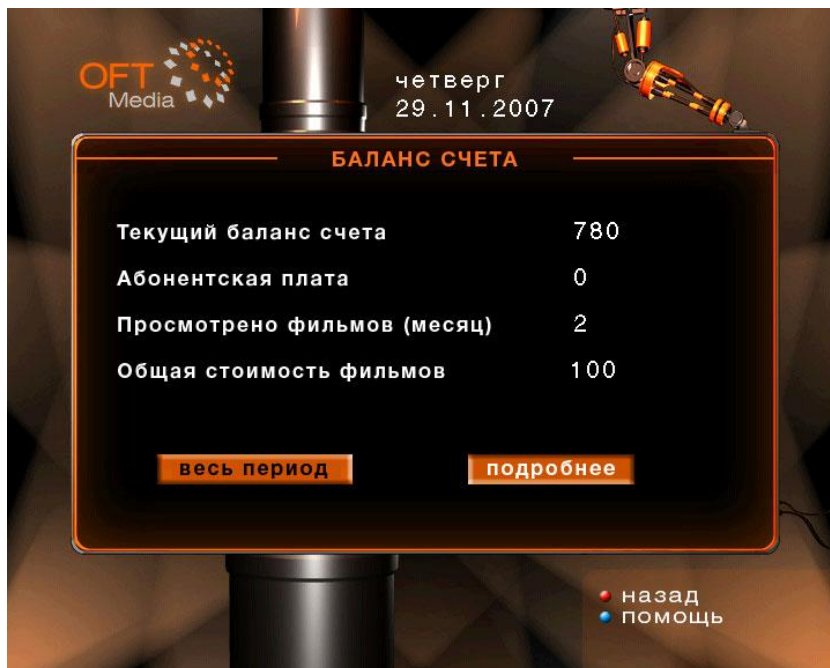 OFT
Media
четверг
29.11.2007
БАЛАНС СЧЕТА
Текущий баланс счета 780
Абонентская плата 0
Просмотрено фильмов (месяц) 2
Общая стоимость фильмов 100
весь период подробнее
назад
помощь